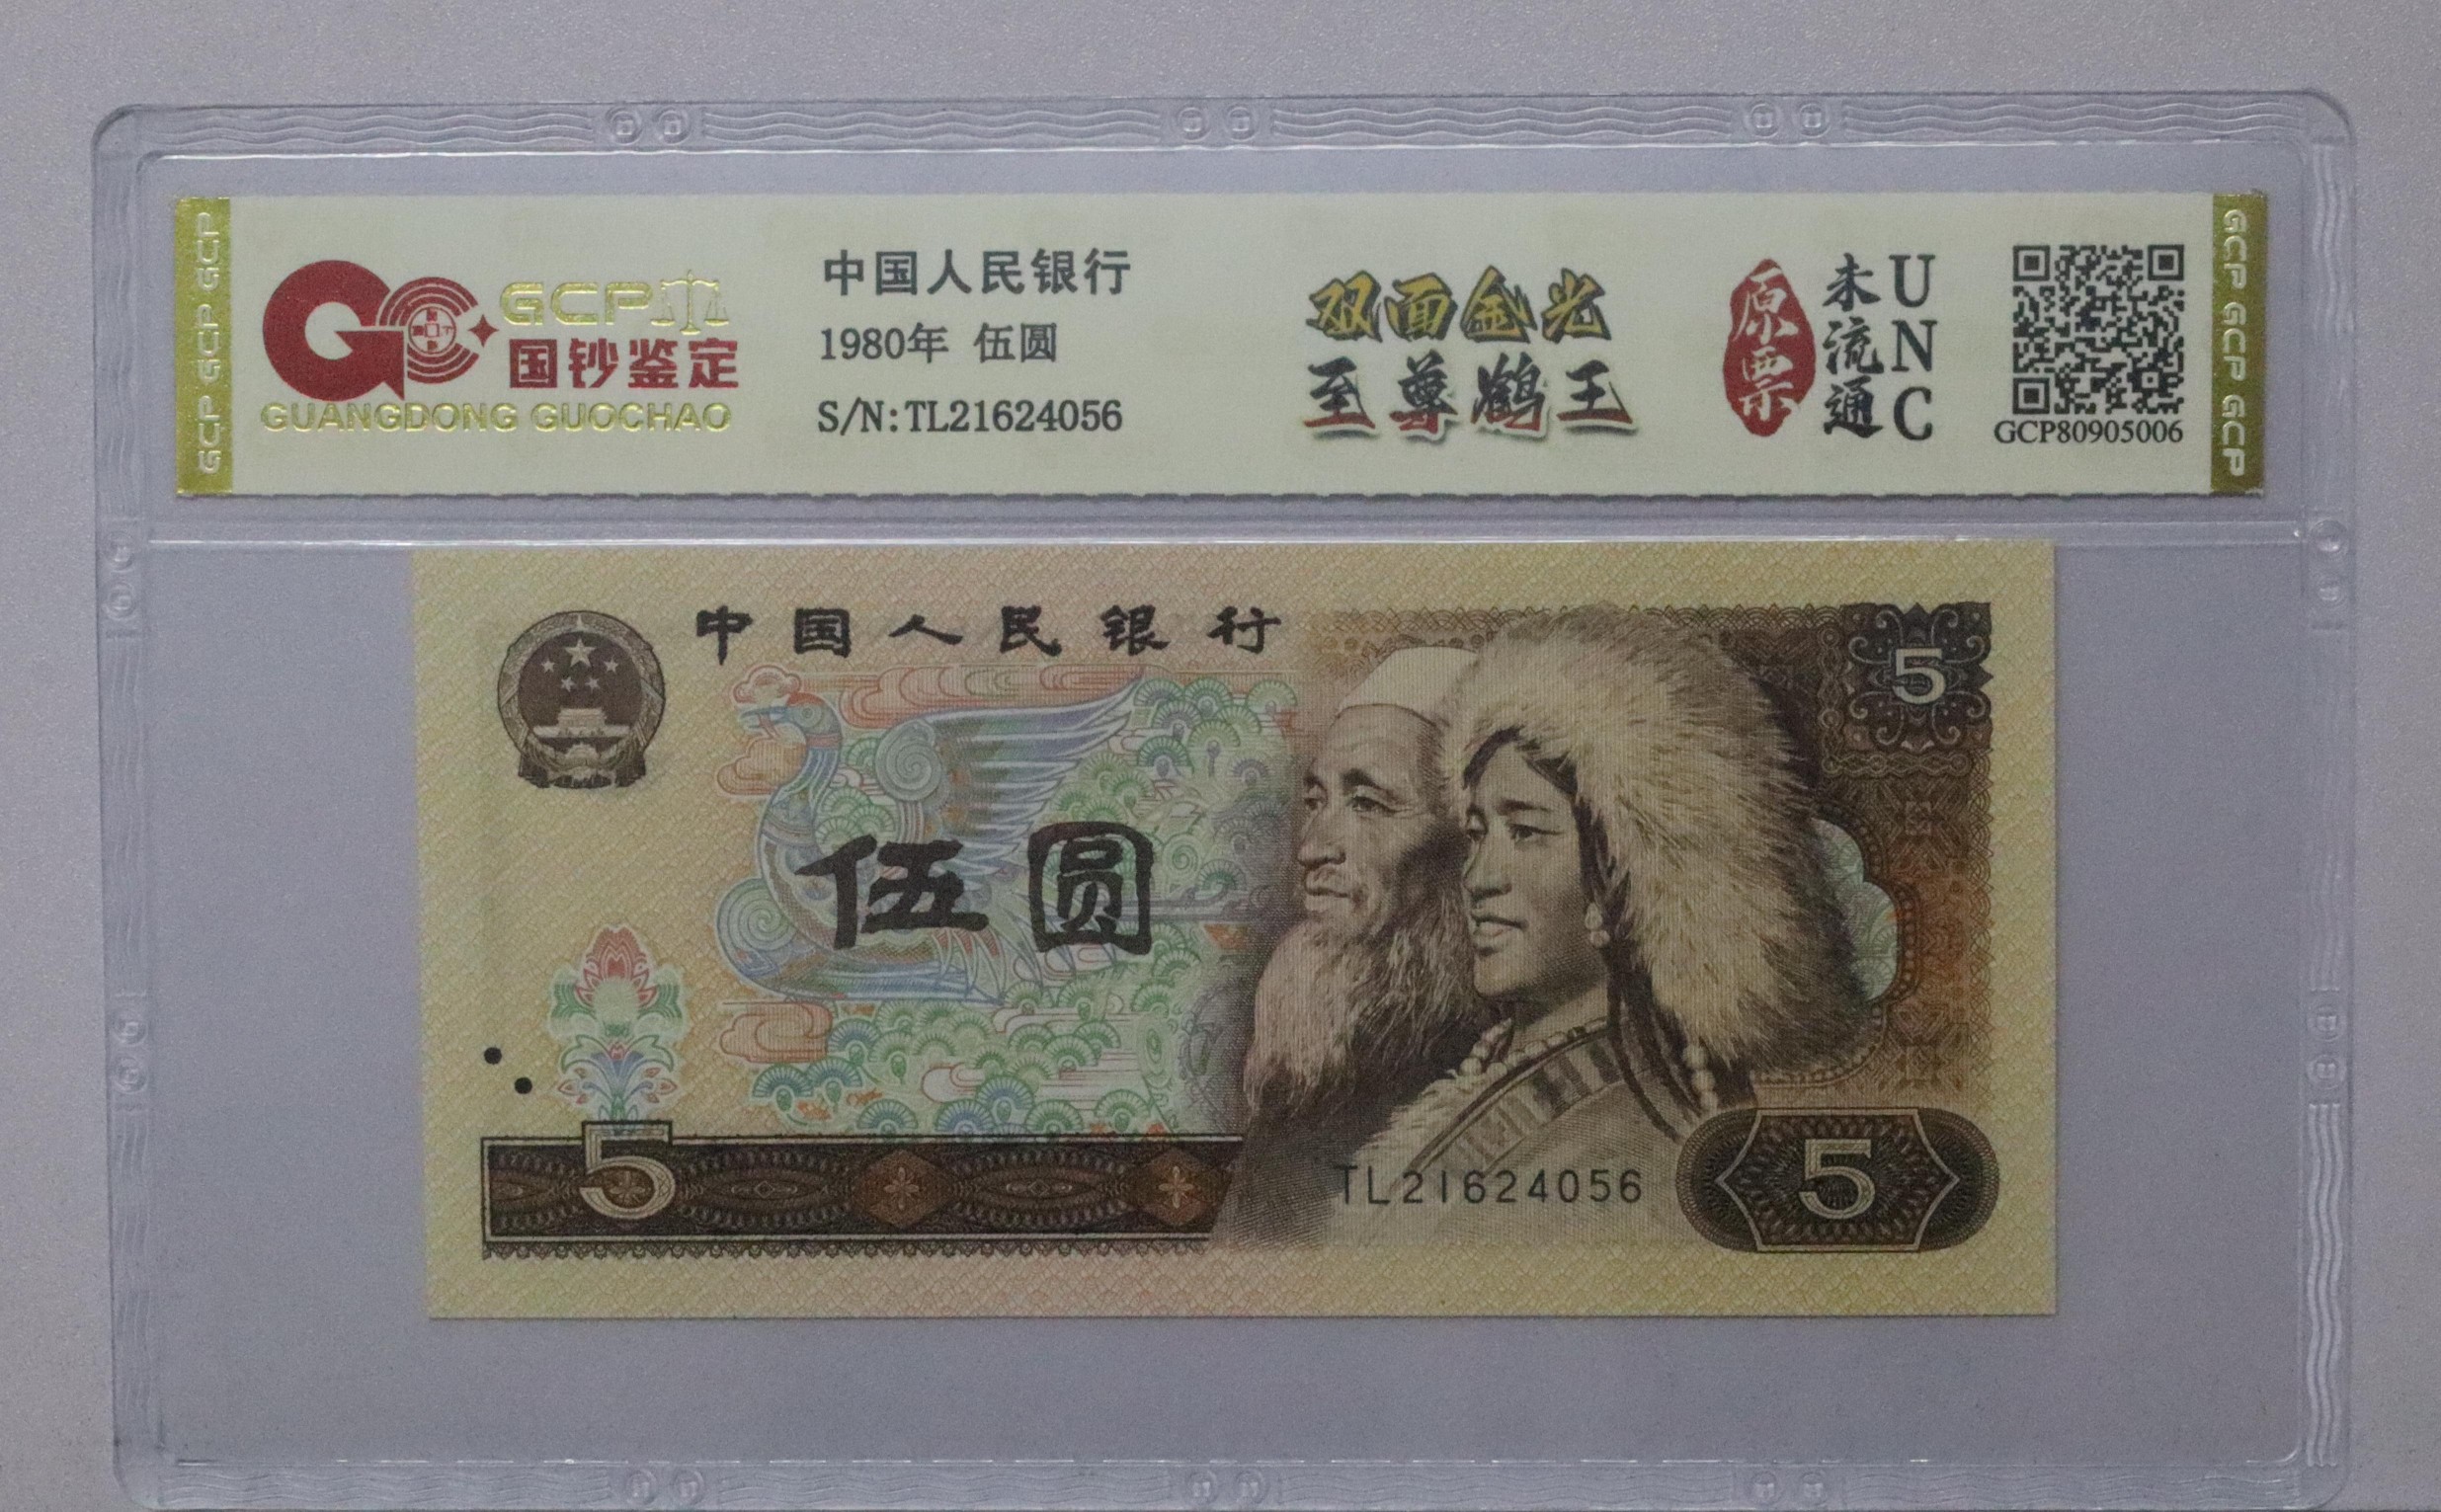 GCP GCP GCP
GCP
国钞鉴定
GUANGDONG GUOCHAO
中国人民银行
1980年 伍圆
S/N:TL21624056
双面金光
至尊鹤王
原票
未流通
UNC
GCP80905006
GCP GCP GCP
中国人民银行
5
伍圆
5
TL21624056
5